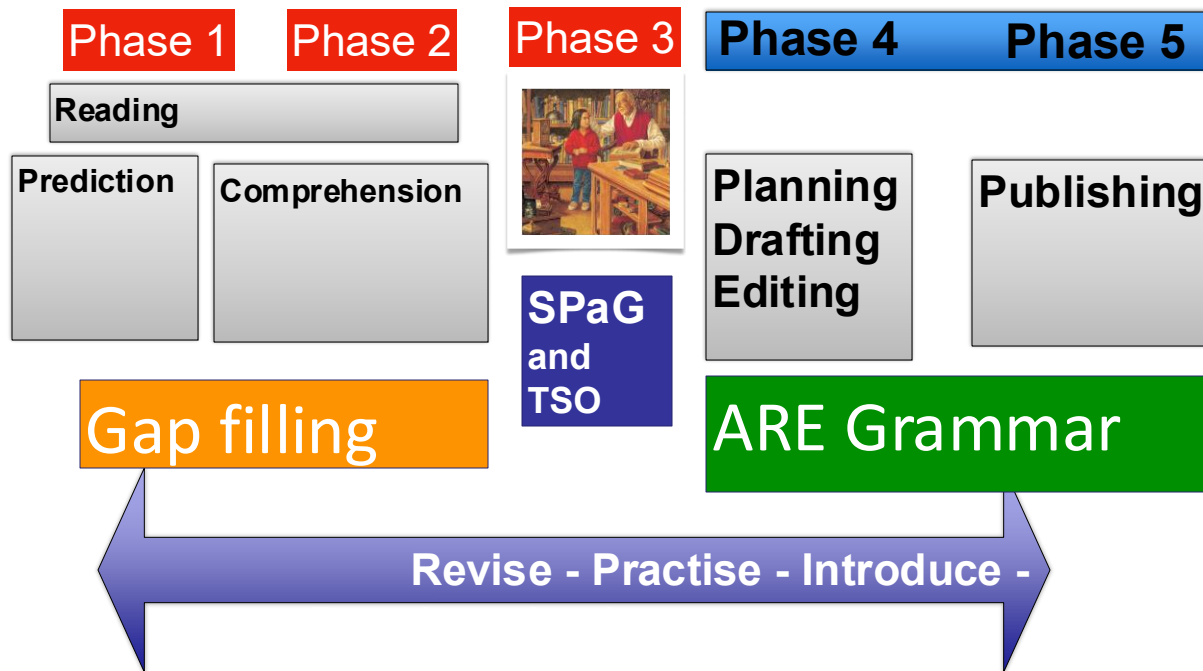 Phase 1
Phase 2
Phase 3
Phase 4
Phase 5
Reading
Prediction
Comprehension
Planning
Drafting
Editing
Publishing
SPaG
and
TSO
Gap filling
ARE Grammar
Revise - Practise - Introduce -